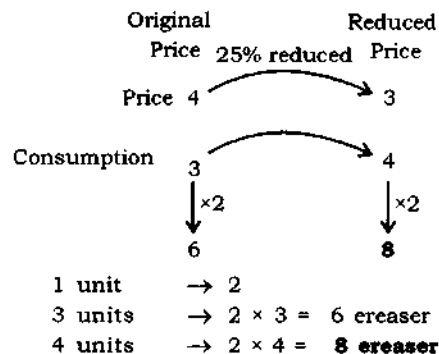 Original Reduced
Price 25% reduced Price
Price 4 3
Consumption 3 4
×2 ×2
6 8
1 unit → 2
3 units → 2 × 3 = 6 ereaser
4 units → 2 × 4 = 8 ereaser